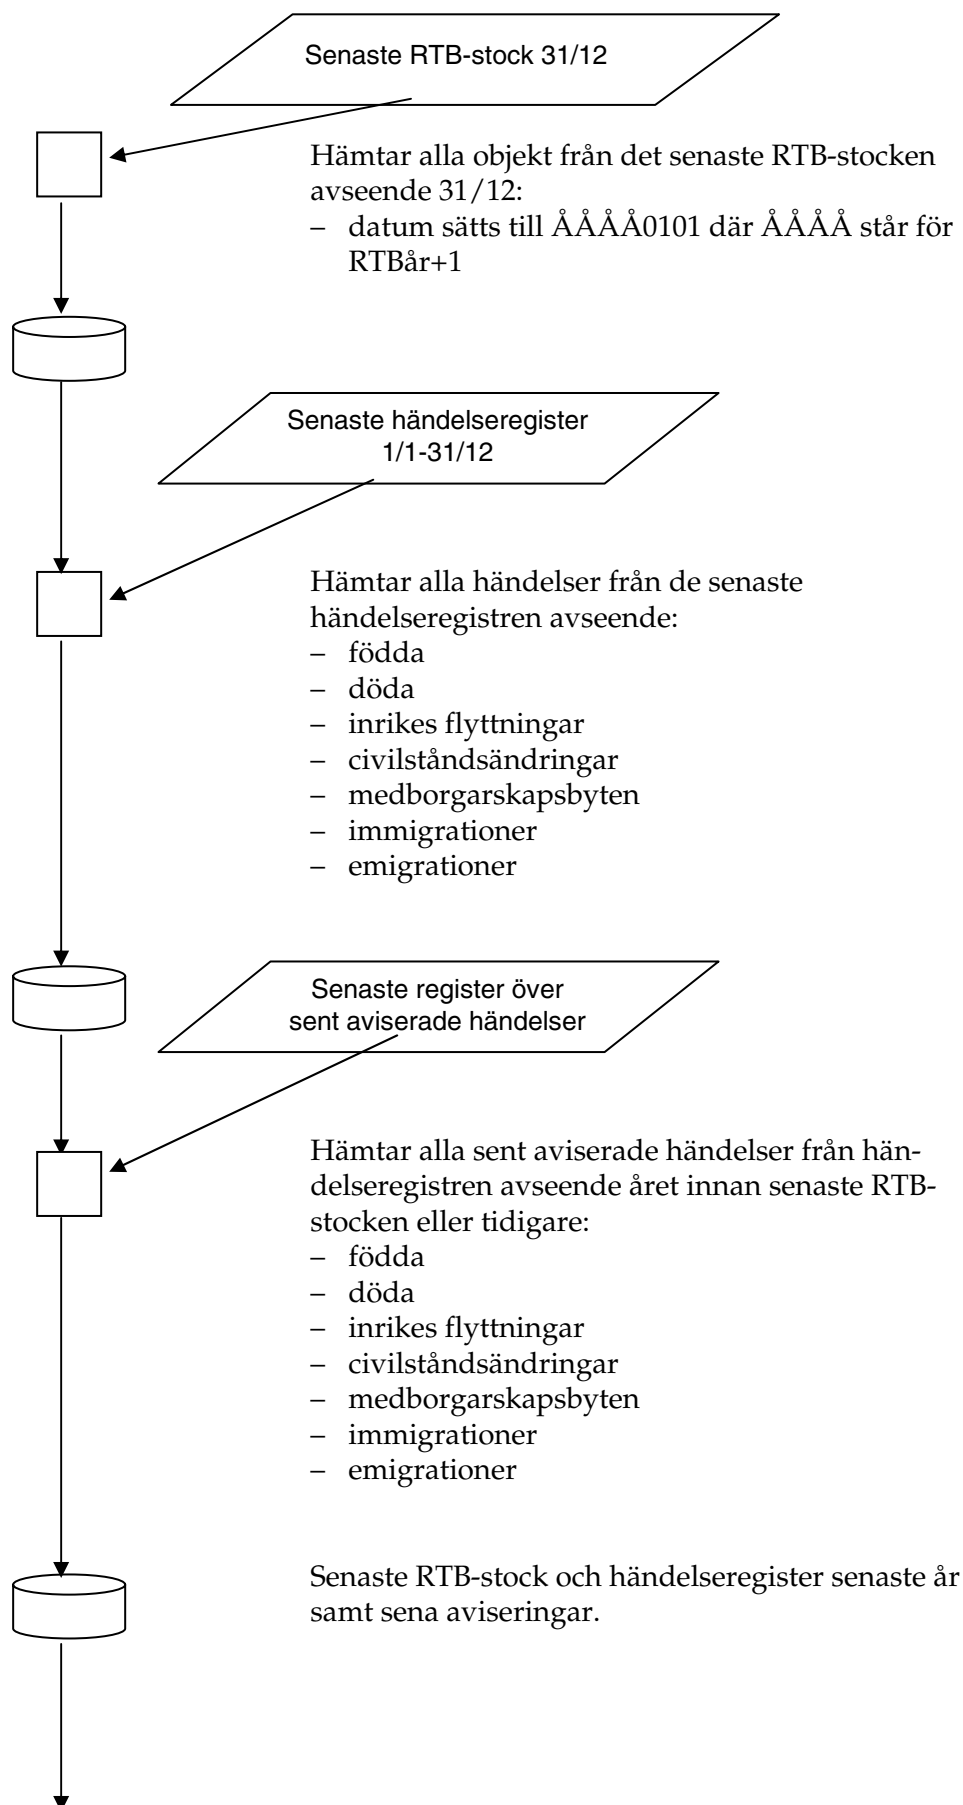 Senaste RTB-stock 31/12
Hämtar alla objekt från det senaste RTB-stocken
avseende 31/12:
– datum sätts till ÅÅÅÅ0101 där ÅÅÅÅ står för
RTBår+1
Senaste händelseregister
1/1-31/12
Hämtar alla händelser från de senaste
händelseregistren avseende:
– födda
– döda
– inrikes flyttningar
– civilståndsändringar
– medborgarskapsbyten
– immigrationer
– emigrationer
Senaste register över
sent aviserade händelser
Hämtar alla sent aviserade händelser från hän-
delseregistren avseende året innan senaste RTB-
stocken eller tidigare:
– födda
– döda
– inrikes flyttningar
– civilståndsändringar
– medborgarskapsbyten
– immigrationer
– emigrationer
Senaste RTB-stock och händelseregister senaste år
samt sena aviseringar.